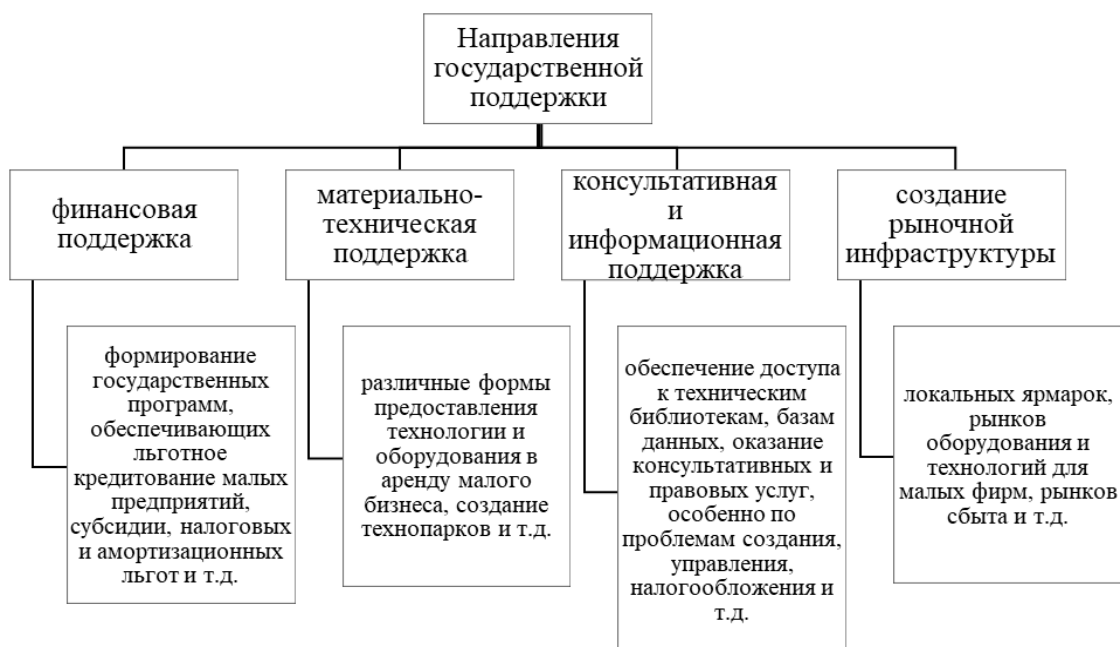 Направления
государственной
поддержки
финансовая
поддержка
материально-
техническая
поддержка
консультативная
и
информационная
поддержка
создание
рыночной
инфраструктуры
формирование
государственных
программ,
обеспечивающих
льготное
кредитование малых
предприятий,
субсидии, налоговых
и амортизационных
льгот и т.д.
различные формы
предоставления
технологии и
оборудования в
аренду малого
бизнеса, создание
технопарков и т.д.
обеспечение доступа
к техническим
библиотекам, базам
данных, оказание
консультативных и
правовых услуг,
особенно по
проблемам создания,
управления,
налогообложения и
т.д.
локальных ярмарок,
рынков
оборудования и
технологий для
малых фирм, рынков
сбыта и т.д.